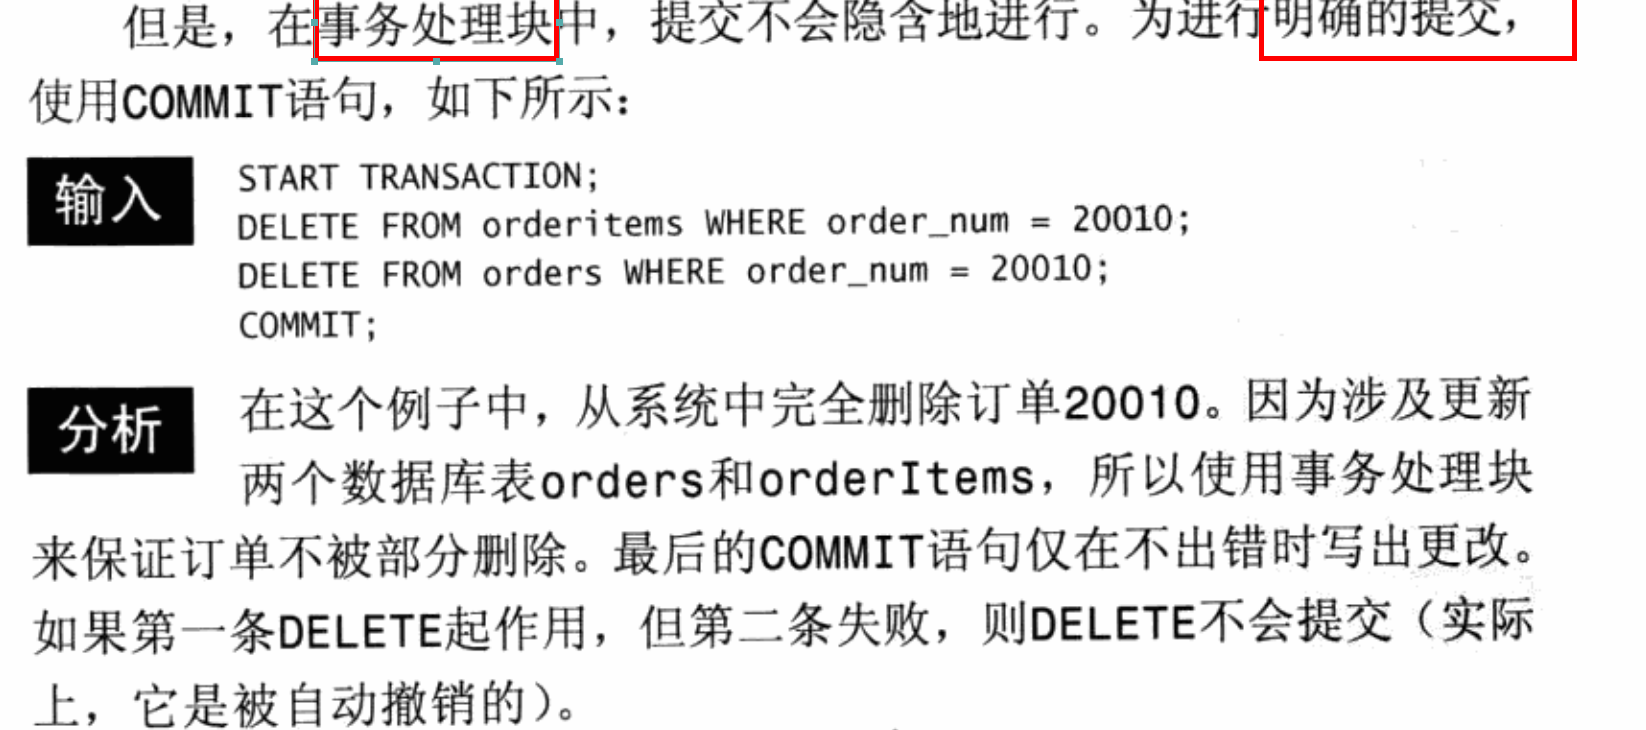 但是，在事务处理块中，提交不会隐含地进行。为进行明确的提交，
使用COMMIT语句，如下所示：
输入
START TRANSACTION;
DELETE FROM orderitems WHERE order_num = 20010;
DELETE FROM orders WHERE order_num = 20010;
COMMIT;
分析
在这个例子中，从系统中完全删除订单20010。因为涉及更新
两个数据库表orders和orderItems，所以使用事务处理块
来保证订单不被部分删除。最后的COMMIT语句仅在不出错时写出更改。
如果第一条DELETE起作用，但第二条失败，则DELETE不会提交（实际
上，它是被自动撤销的）。